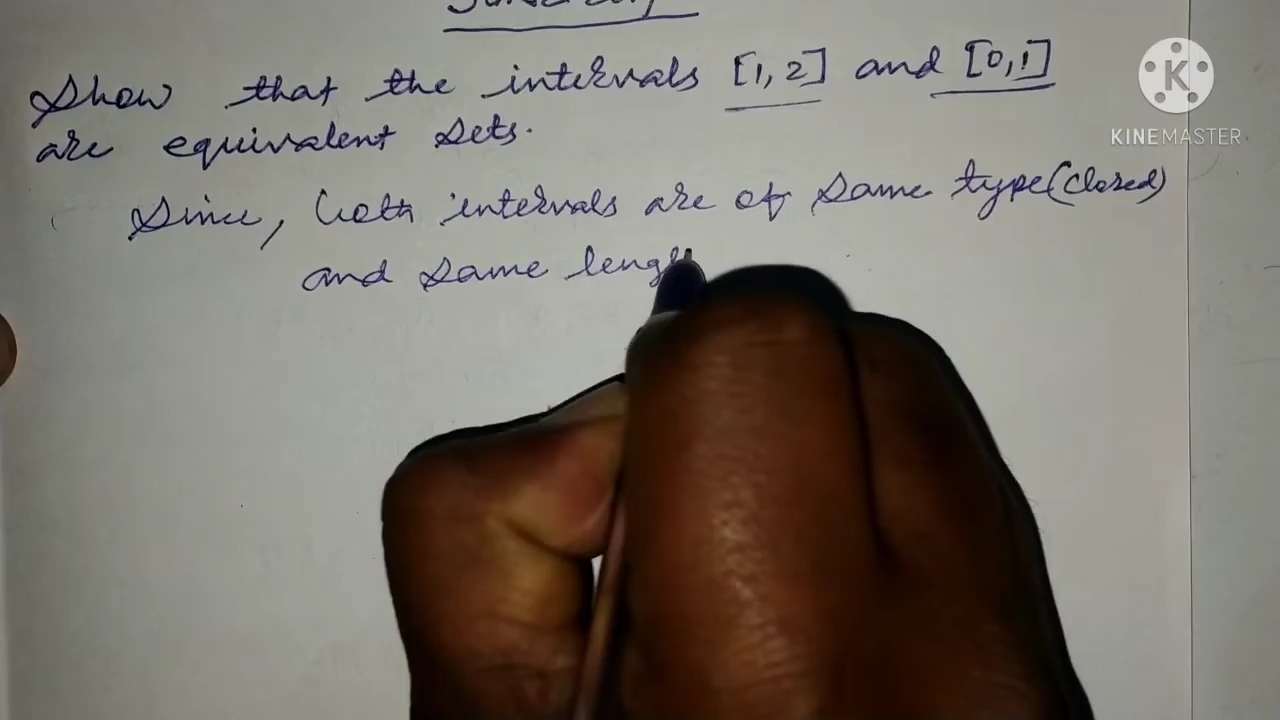 Show that the intervals [1, 2] and [0, 1]
are equivalent sets.
Since, both intervals are of same type (closed)
and same leng
KINEMASTER